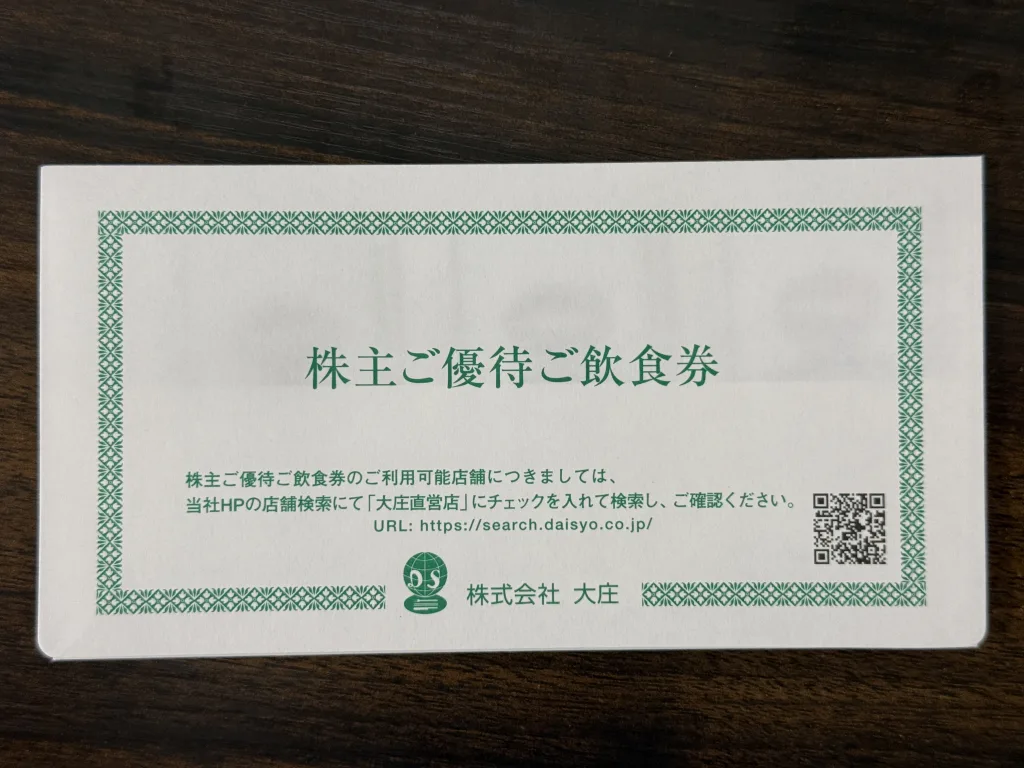 株主ご優待ご飲食券
株主ご優待ご飲食券のご利用可能店舗につきましては、
当社HPの店舗検索にて「大庄直営店」にチェックを入れて検索し、ご確認ください。
URL: https://search.daisyo.co.jp/
DS
株式会社 大庄